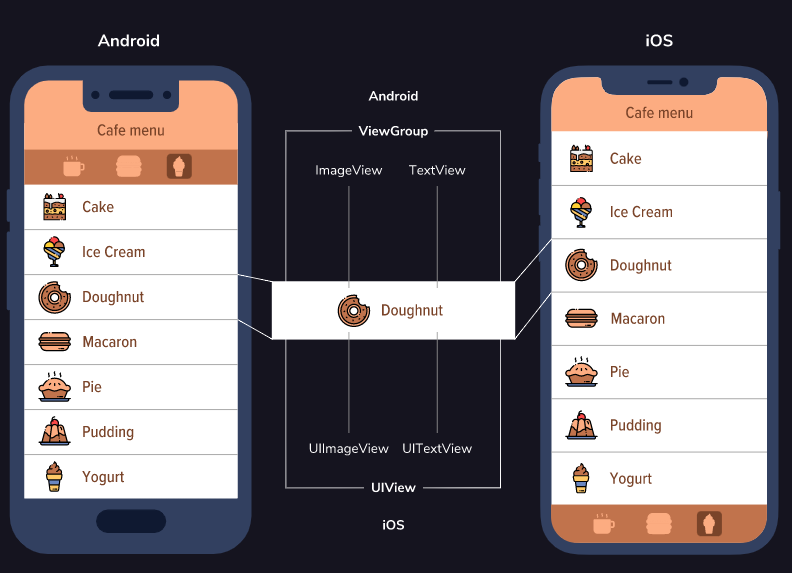 Android
Cafe menu
Cake
Ice Cream
Doughnut
Macaron
Pie
Pudding
Yogurt
Android
ViewGroup
ImageView TextView
Doughnut
UIImageView UITextView
UIView
iOS
iOS
Cafe menu
Cake
Ice Cream
Doughnut
Macaron
Pie
Pudding
Yogurt